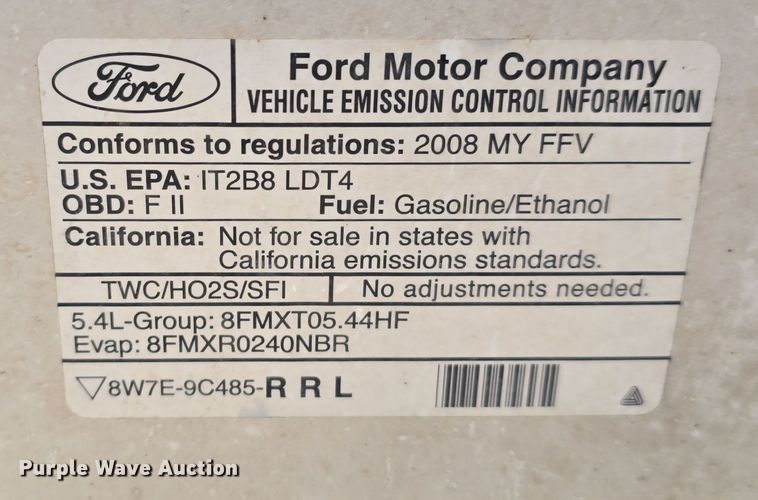 Ford
Ford Motor Company
VEHICLE EMISSION CONTROL INFORMATION
Conforms to regulations: 2008 MY FFV
U.S. EPA: IT2B8 LDT4
OBD: F II Fuel: Gasoline/Ethanol
California: Not for sale in states with
California emissions standards.
TWC/HO2S/SFI No adjustments needed.
5.4L-Group: 8FMXT05.44HF
Evap: 8FMXR0240NBR
8W7E-9C485-R R L
Purple Wave Auction